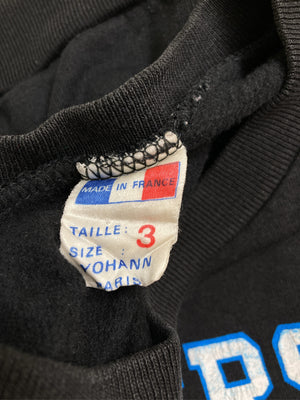 MADE IN FRANCE
TAILLE: 3
SIZE
YOHANN
PARIS